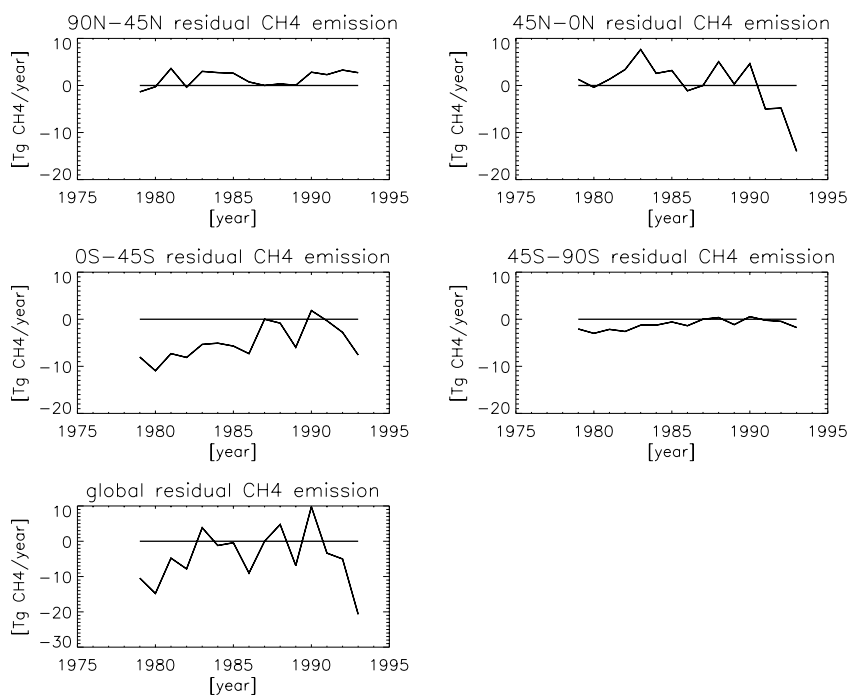 90N-45N residual CH4 emission
[Tg CH4/year]
10
0
-10
-20
1975 1980 1985 1990 1995
[year]
45N-0N residual CH4 emission
[Tg CH4/year]
10
0
-10
-20
1975 1980 1985 1990 1995
[year]
0S-45S residual CH4 emission
[Tg CH4/year]
10
0
-10
-20
1975 1980 1985 1990 1995
[year]
45S-90S residual CH4 emission
[Tg CH4/year]
10
0
-10
-20
1975 1980 1985 1990 1995
[year]
global residual CH4 emission
[Tg CH4/year]
10
0
-10
-20
-30
1975 1980 1985 1990 1995
[year]